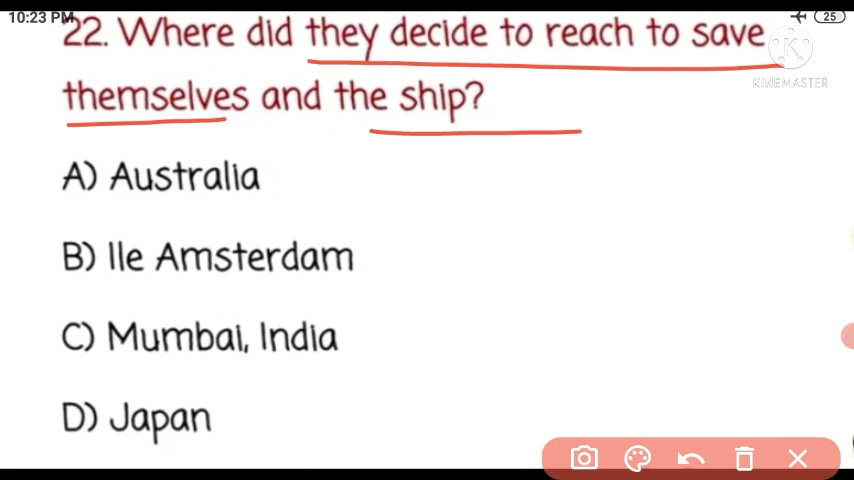 10:23 PM
25
22. Where did they decide to reach to save
KINEMASTER
themselves and the ship?
A) Australia
B) Ile Amsterdam
C) Mumbai, India
D) Japan